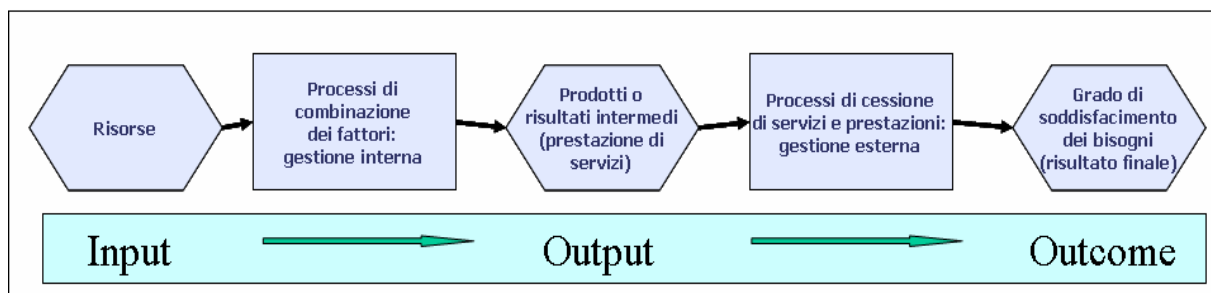 Risorse
Processi di
combinazione
dei fattori:
gestione interna
Prodotti o
risultati intermedi
(prestazione di
servizi)
Processi di cessione
di servizi e prestazioni:
gestione esterna
Grado di
soddisfacimento
dei bisogni
(risultato finale)
Input
Output
Outcome